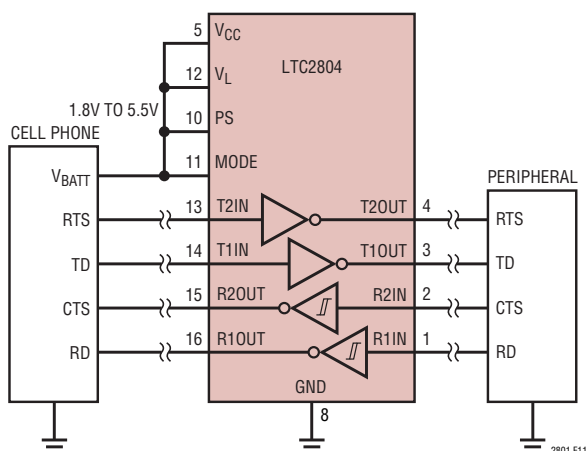 5 VCC
LTC2804
12 VL
1.8V TO 5.5V
10 PS
CELL PHONE
11 MODE
VBATT
PERIPHERAL
RTS 13 T2IN T2OUT 4 RTS
TD 14 T1IN T1OUT 3 TD
CTS 15 R2OUT R2IN 2 CTS
RD 16 R1OUT R1IN 1 RD
GND
8
2801 F11